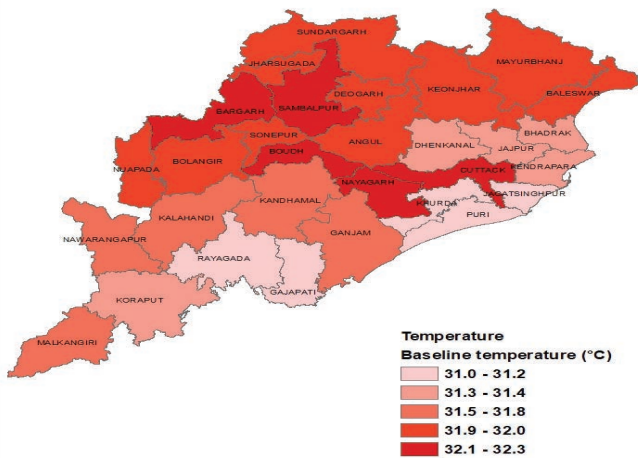 SUNDARGARH
JHARSUGADA
MAYURBHANJ
DEOGARH
KEONJHAR
BALESWAR
BARGARH
SAMBALPUR
SONEPUR
ANGUL
BHADRAK
DHENKANAL
JAJPUR
NUAPADA
BOLANGIR
BOUDH
KENDRAPARA
CUTTACK
NAYAGARH
JAGATSINGHPUR
KHURDA
KANDHAMAL
KALAHANDI
PURI
NAWARANGAPUR
GANJAM
RAYAGADA
GAJAPATI
KORAPUT
MALKANGIRI
Temperature
Baseline temperature (°C)
31.0 - 31.2
31.3 - 31.4
31.5 - 31.8
31.9 - 32.0
32.1 - 32.3